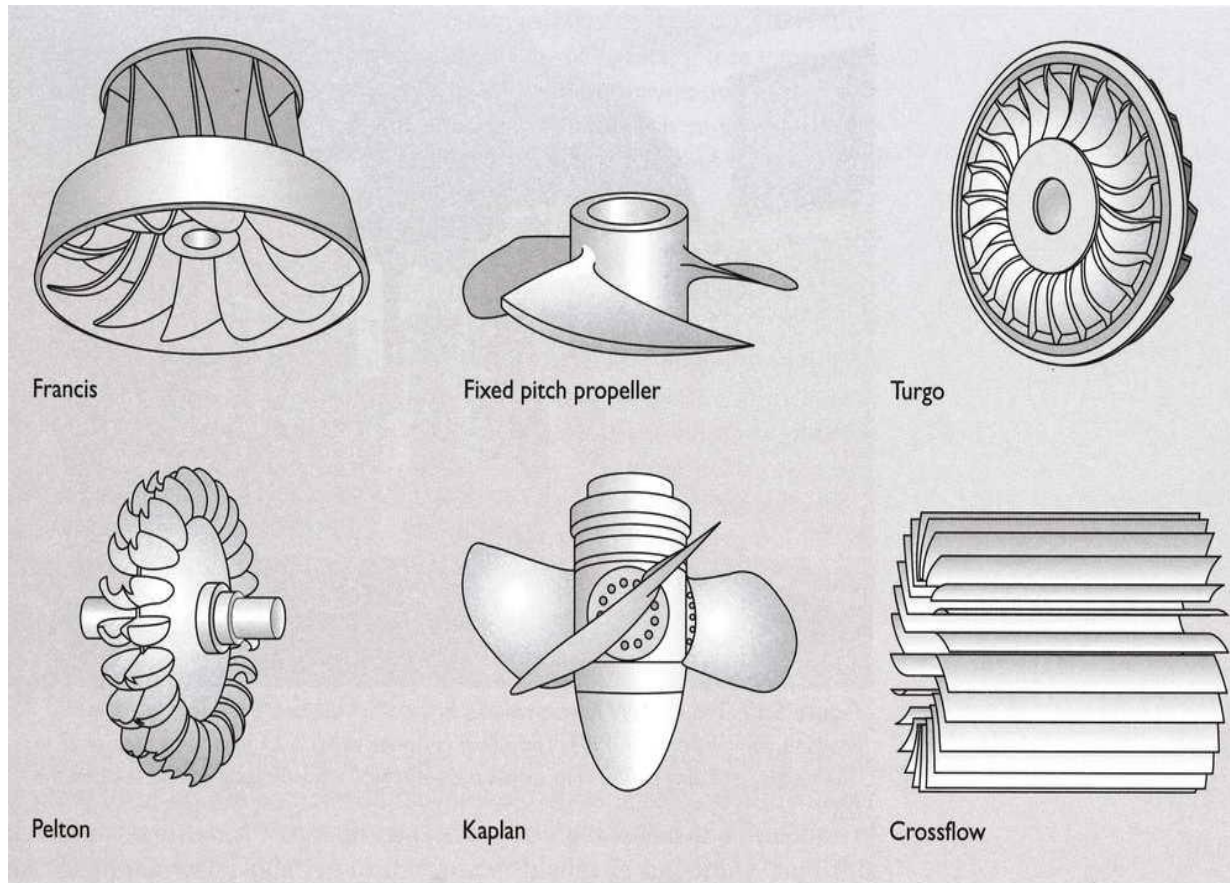 Francis
Fixed pitch propeller
Turgo
Pelton
Kaplan
Crossflow